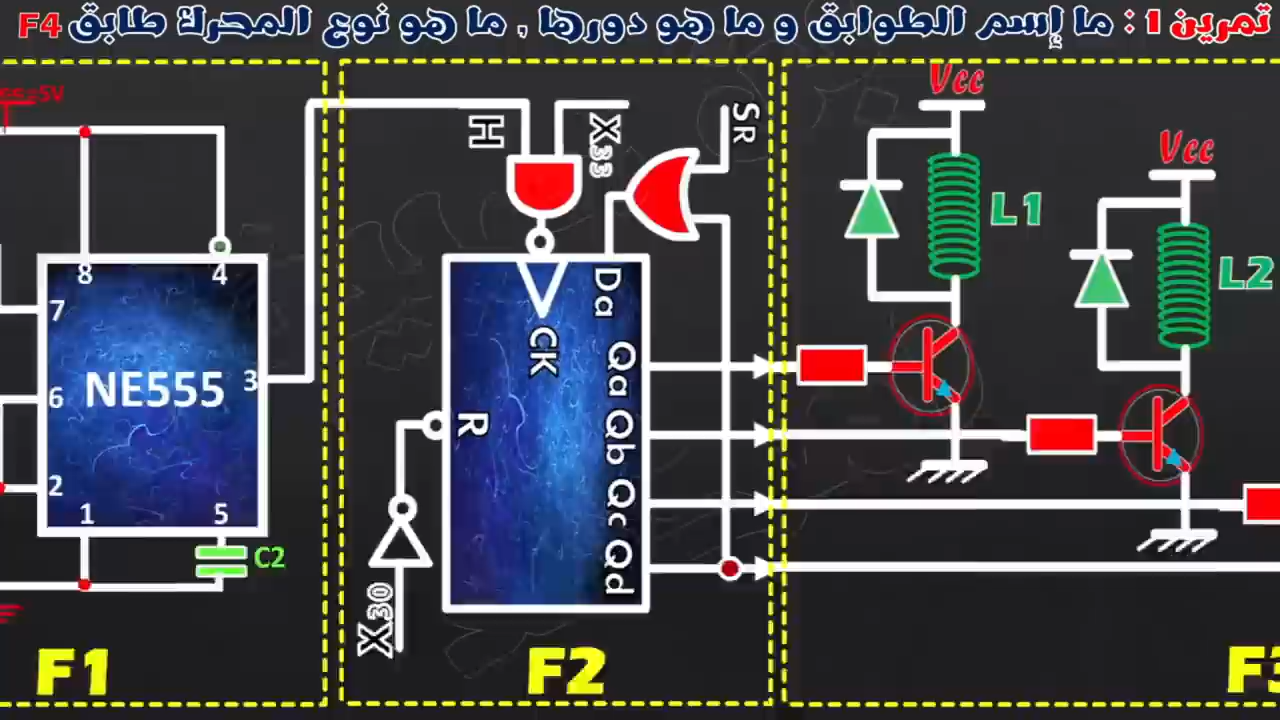 تمرين 1 : ما إسم الطوابق و ما هو دورها , ما هو نوع المحرك طابق F4
Vcc
=5V
Vcc
H
X33
SR
L1
L2
8
4
7
NE555
3
6
2
1
5
C2
CK
Da
Qa
Qb
Qc
Qd
R
X30
F1
F2
F3